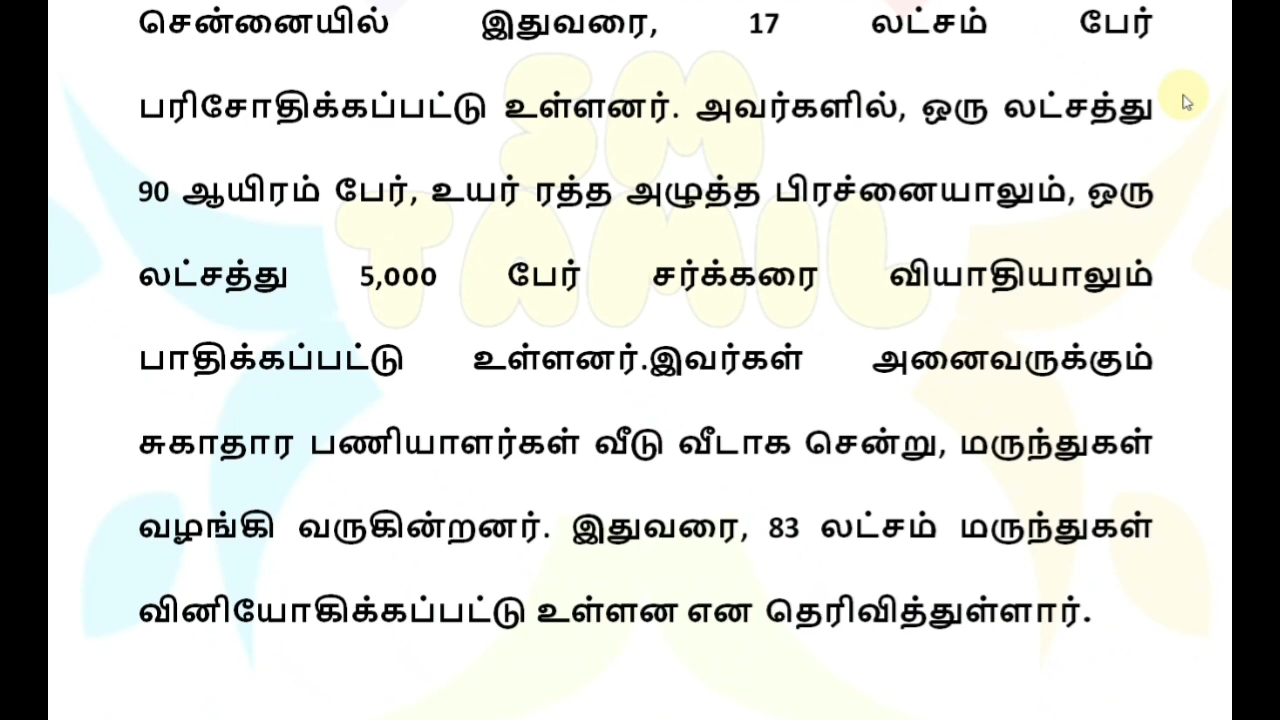 சென்னையில் இதுவரை, 17 லட்சம் பேர்
பரிசோதிக்கப்பட்டு உள்ளனர். அவர்களில், ஒரு லட்சத்து
90 ஆயிரம் பேர், உயர் ரத்த அழுத்த பிரச்னையாலும், ஒரு
லட்சத்து 5,000 பேர் சர்க்கரை வியாதியாலும்
பாதிக்கப்பட்டு உள்ளனர்.இவர்கள் அனைவருக்கும்
சுகாதார பணியாளர்கள் வீடு வீடாக சென்று, மருந்துகள்
வழங்கி வருகின்றனர். இதுவரை, 83 லட்சம் மருந்துகள்
வினியோகிக்கப்பட்டு உள்ளன என தெரிவித்துள்ளார்.
SM
TAMIL